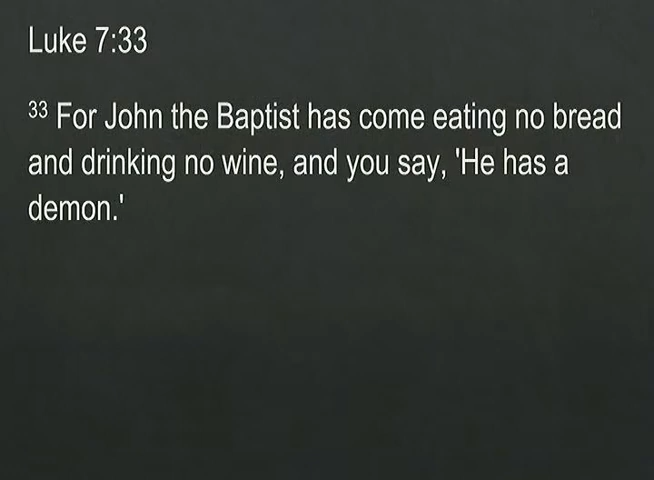 Luke 7:33
33 For John the Baptist has come eating no bread
and drinking no wine, and you say, 'He has a
demon.'